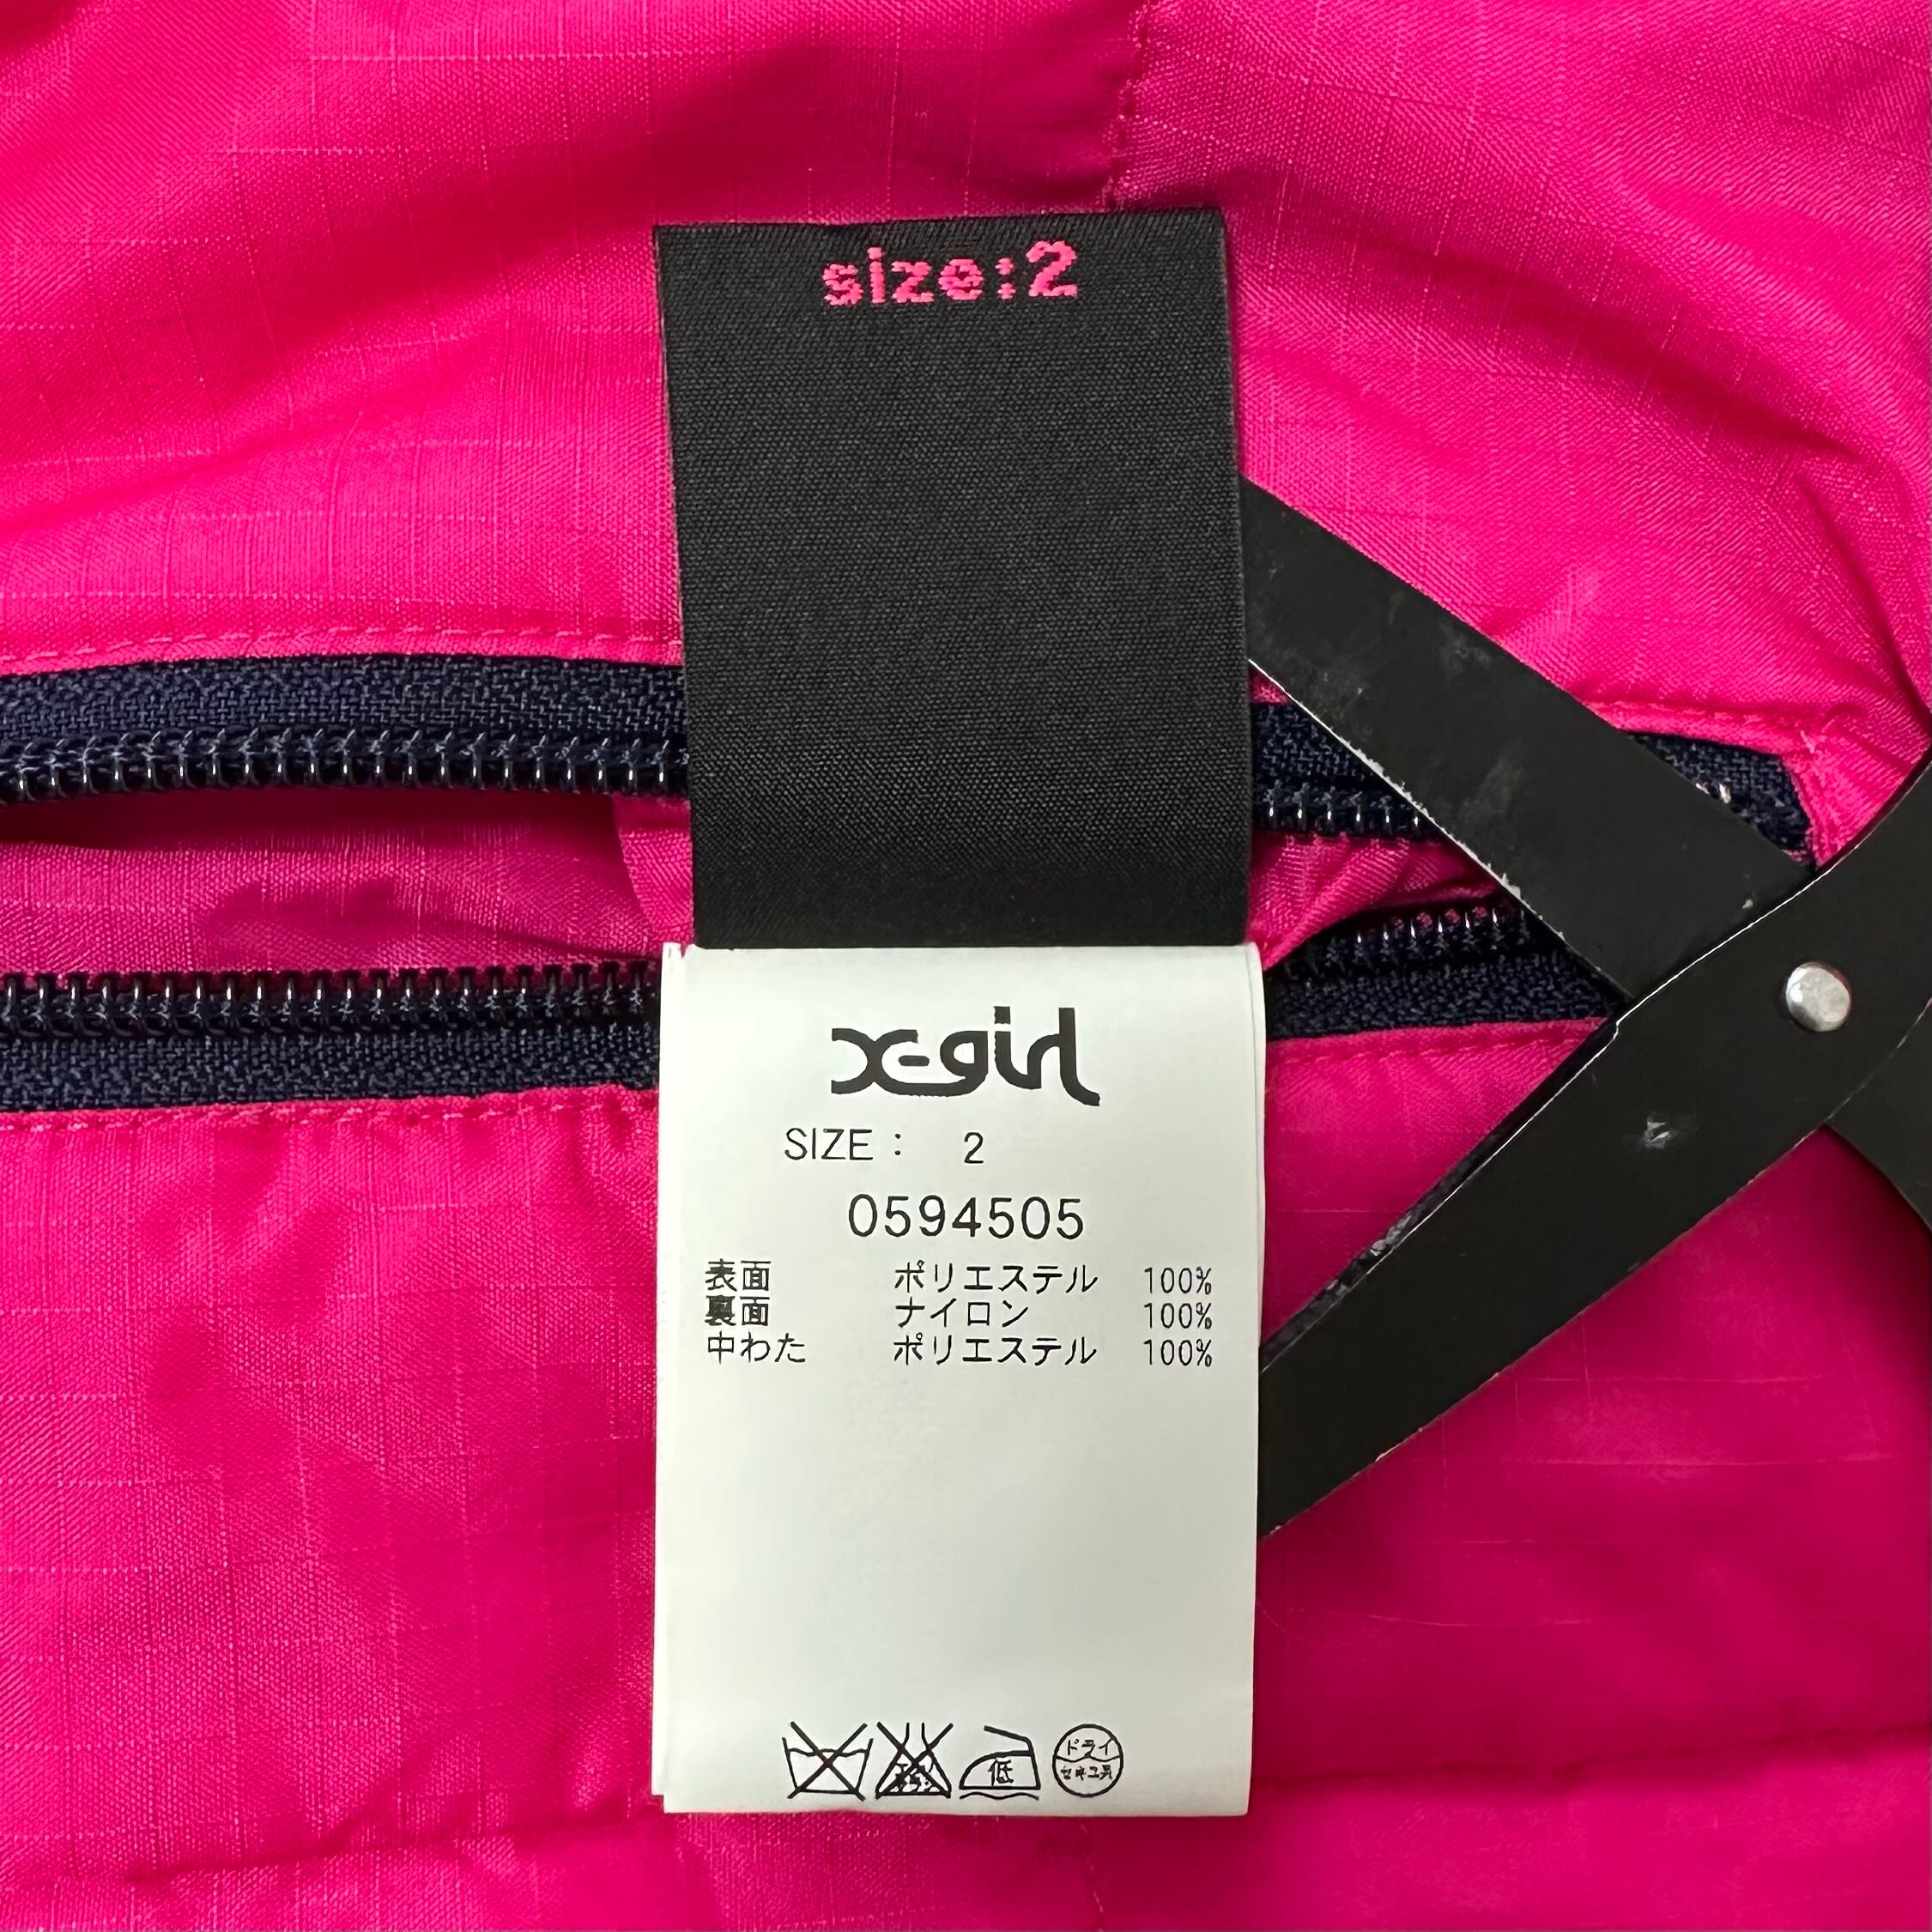 size:2
x-girl
SIZE : 2
0594505
表面 ポリエステル 100%
裏面 ナイロン 100%
中わた ポリエステル 100%
低
ドライ
セキユ系